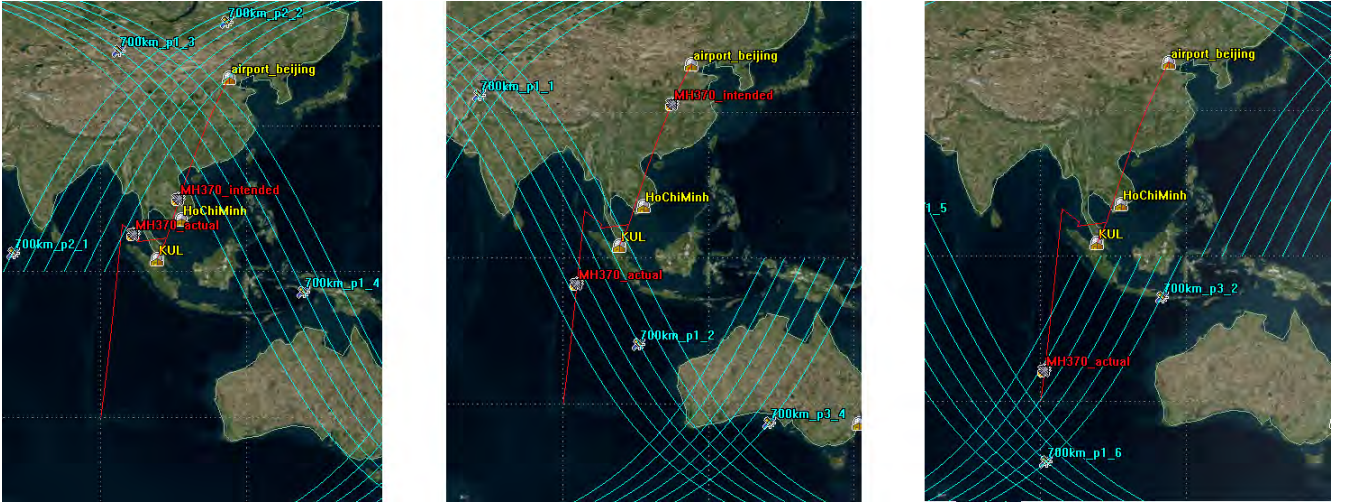 700km_p2_2
700km_p1_3
airport_beijing
MH370_intended
HoChiMinh
MH370_actual
KUL
700km_p2_1
700km_p1_4
airport_beijing
700km_p1_1
MH370_intended
HoChiMinh
KUL
MH370_actual
700km_p1_2
700km_p3_4
airport_beijing
HoChiMinh
1_5
KUL
700km_p3_2
MH370_actual
700km_p1_6